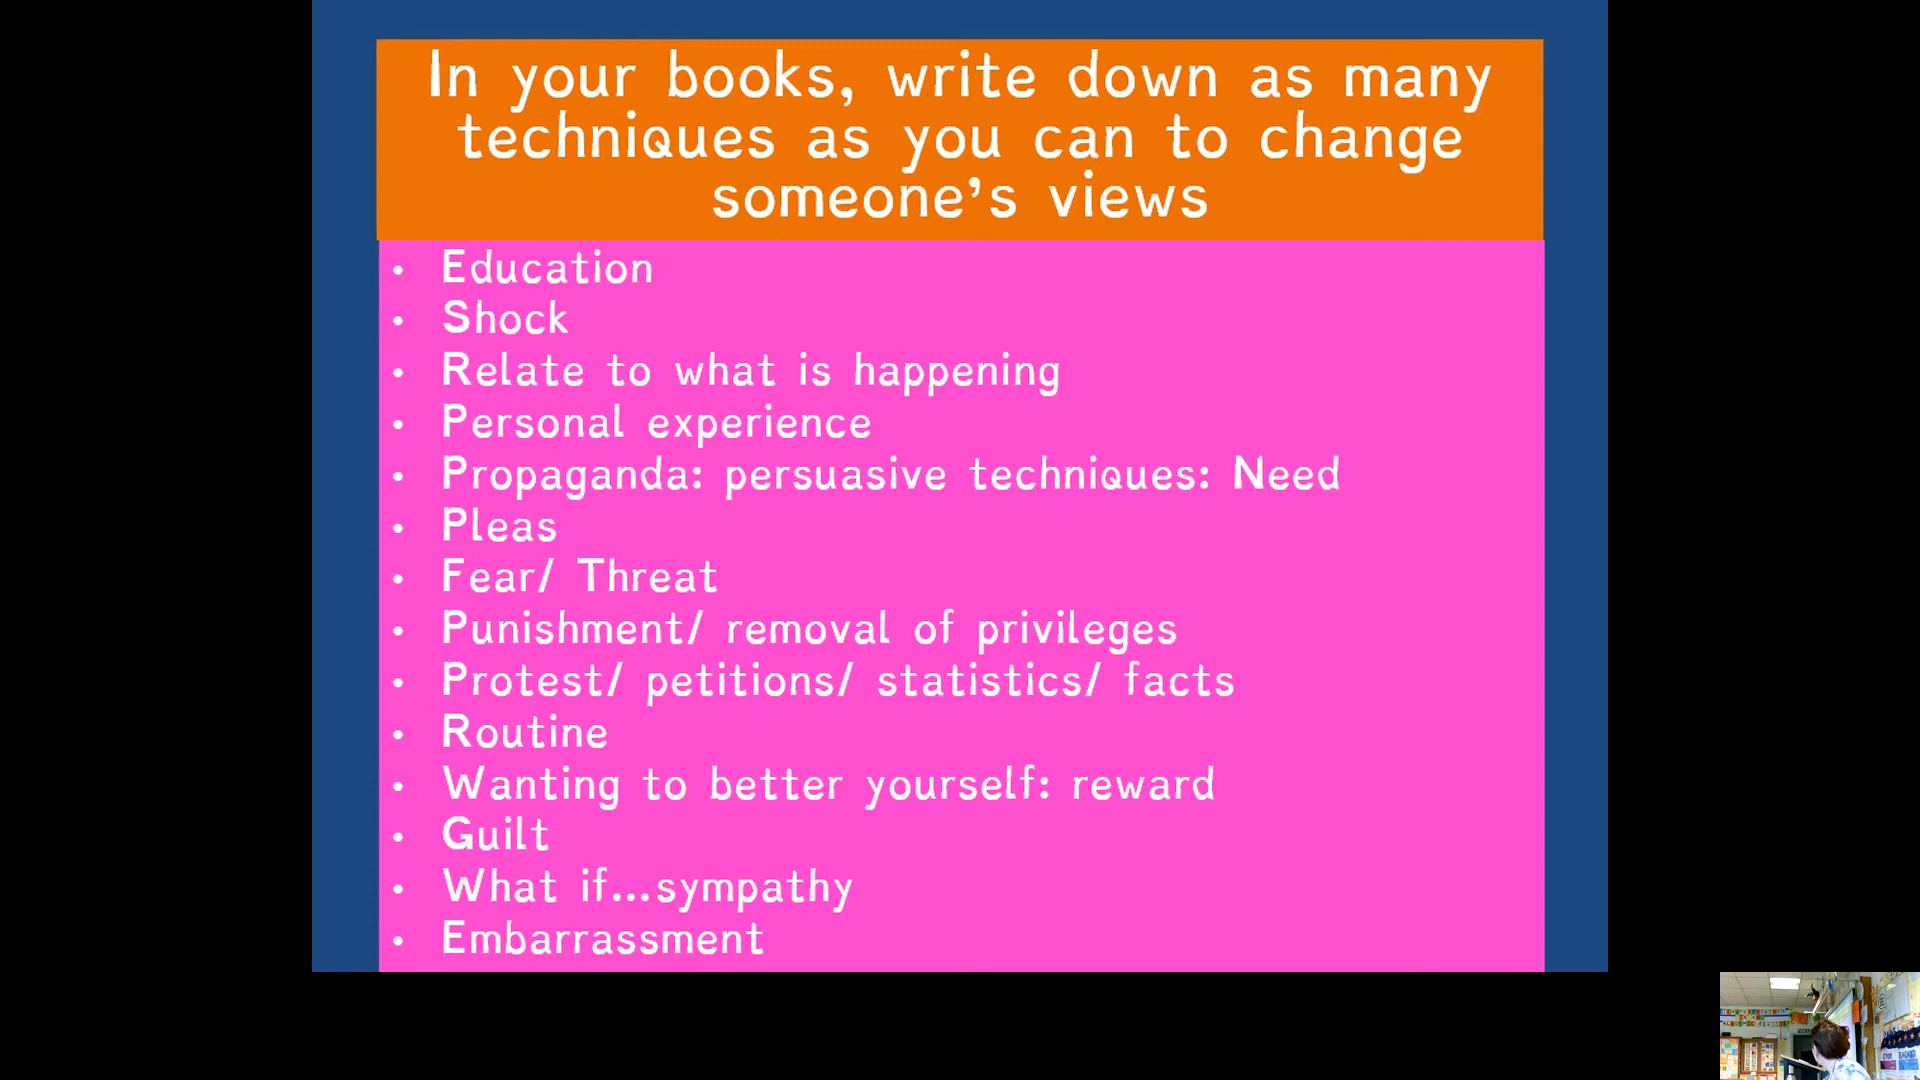 In your books, write down as many
techniques as you can to change
someone’s views
• Education
• Shock
• Relate to what is happening
• Personal experience
• Propaganda: persuasive techniques: Need
• Pleas
• Fear/ Threat
• Punishment/ removal of privileges
• Protest/ petitions/ statistics/ facts
• Routine
• Wanting to better yourself: reward
• Guilt
• What if...sympathy
• Embarrassment